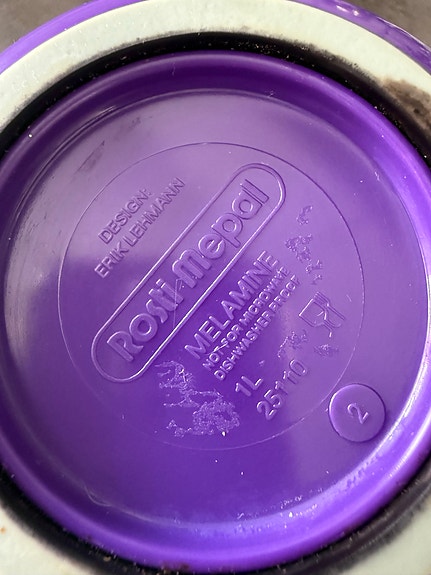 DESIGN:
ERIK LEHMANN
Rosti Mepal
MELAMINE
NOT FOR MICROWAVE
DISHWASHER PROOF
1L
25110
2